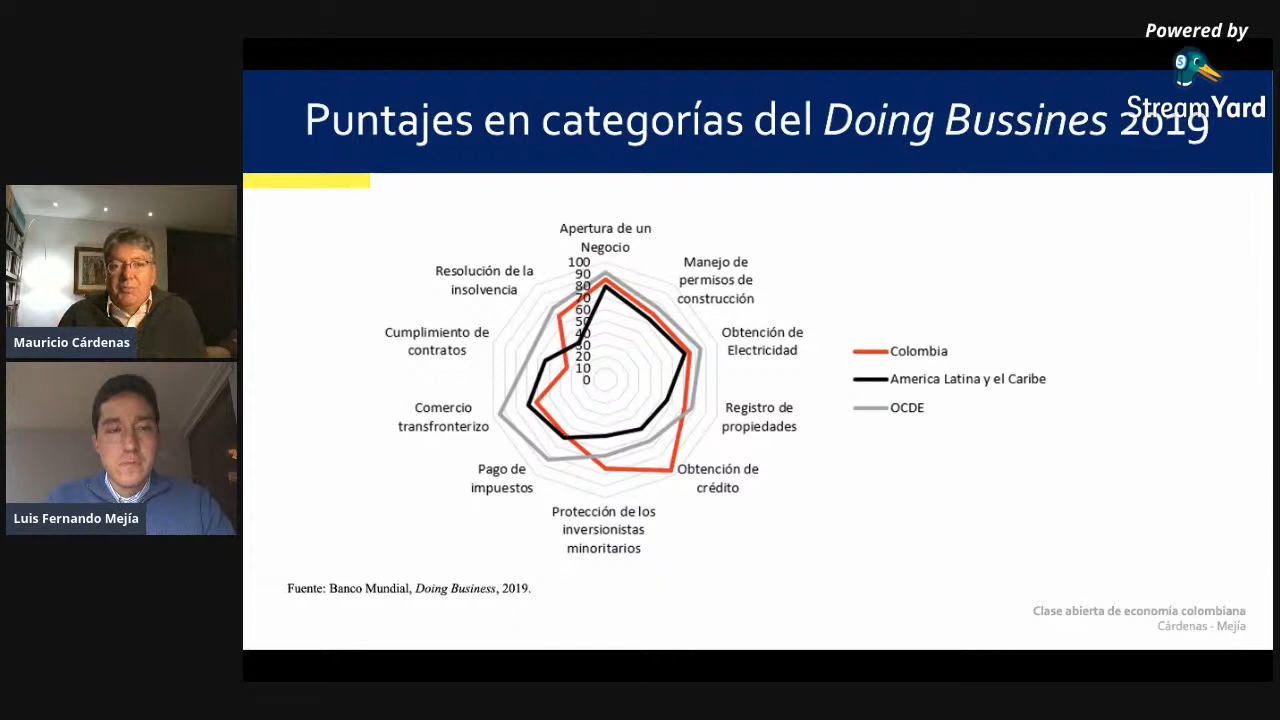 Powered by
StreamYard
Puntajes en categorías del Doing Bussines 2019
Mauricio Cárdenas
Luis Fernando Mejía
Apertura de un
Negocio
Manejo de
permisos de
construcción
Obtención de
Electricidad
Registro de
propiedades
Obtención de
crédito
Protección de los
inversionistas
minoritarios
Pago de
impuestos
Comercio
transfronterizo
Cumplimiento de
contratos
Resolución de la
insolvencia
100
90
80
70
60
50
40
30
20
10
0
Colombia
America Latina y el Caribe
OCDE
Fuente: Banco Mundial, Doing Business, 2019.
Clase abierta de economía colombiana
Cárdenas - Mejía